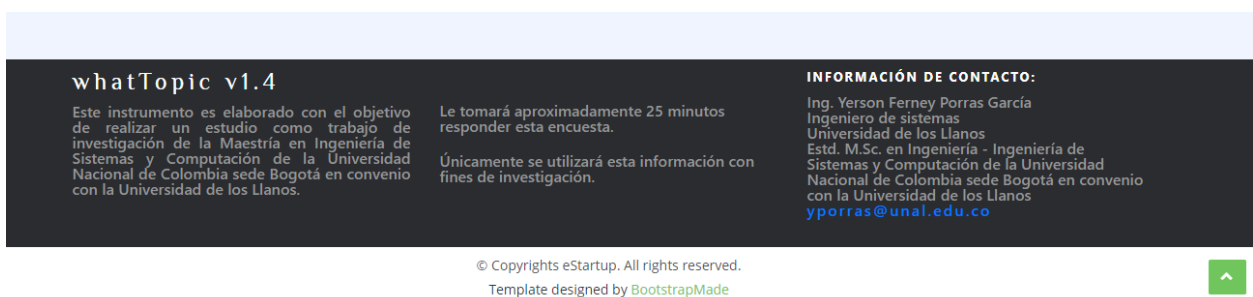 whatTopic v1.4
Este instrumento es elaborado con el objetivo
de realizar un estudio como trabajo de
investigación de la Maestría en Ingeniería de
Sistemas y Computación de la Universidad
Nacional de Colombia sede Bogotá en convenio
con la Universidad de los Llanos.
Le tomará aproximadamente 25 minutos
responder esta encuesta.
Únicamente se utilizará esta información con
fines de investigación.
INFORMACIÓN DE CONTACTO:
Ing. Yerson Ferney Porras García
Ingeniero de sistemas
Universidad de los Llanos
Estd. M.Sc. en Ingeniería - Ingeniería de
Sistemas y Computación de la Universidad
Nacional de Colombia sede Bogotá en convenio
con la Universidad de los Llanos
yporras@unal.edu.co
© Copyrights eStartup. All rights reserved.
Template designed by BootstrapMade